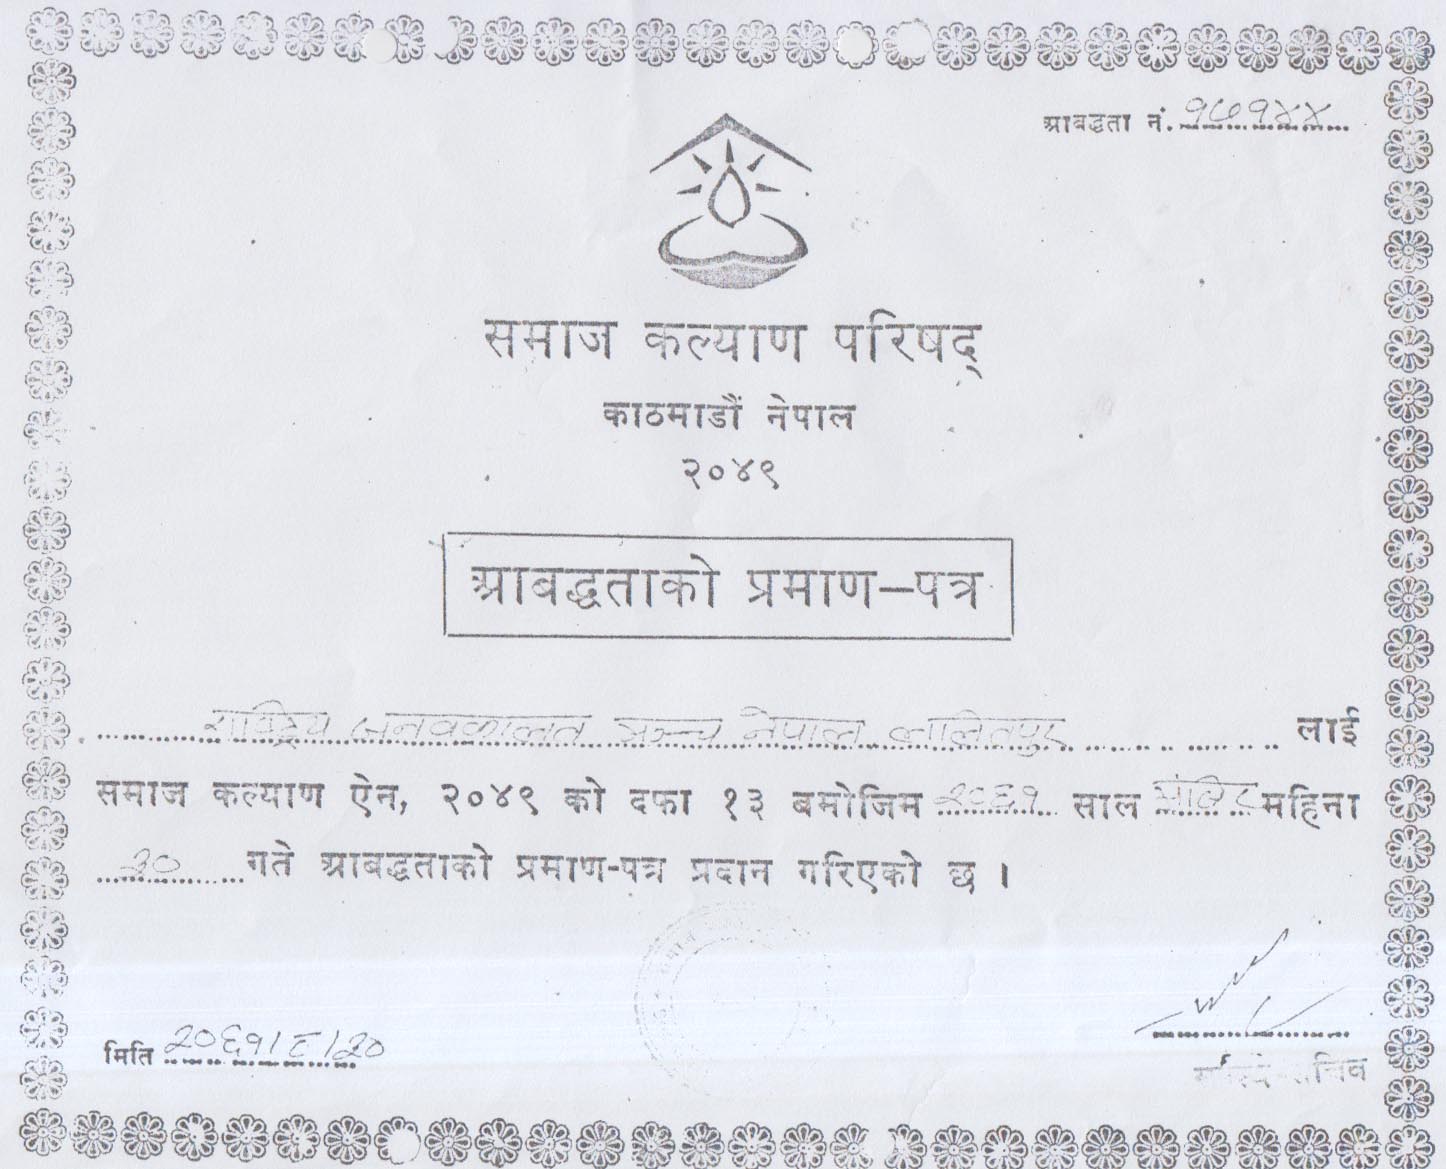 आबद्धता नं. १७१४४
समाज कल्याण परिषद्
काठमाडौं नेपाल
२०४९
आबद्धताको प्रमाण–पत्र
राष्ट्रिय जनवकालत मञ्च नेपाल ललितपुर लाई
समाज कल्याण ऐन, २०४९ को दफा १३ बमोजिम २०६१ साल मंसिर महिना
३० गते आबद्धताको प्रमाण-पत्र प्रदान गरिएको छ ।
मिति २०६१।८।३०
सदस्य-सचिव